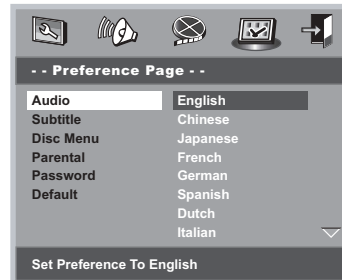 - - Preference Page - -
Audio
Subtitle
Disc Menu
Parental
Password
Default
English
Chinese
Japanese
French
German
Spanish
Dutch
Italian
Set Preference To English